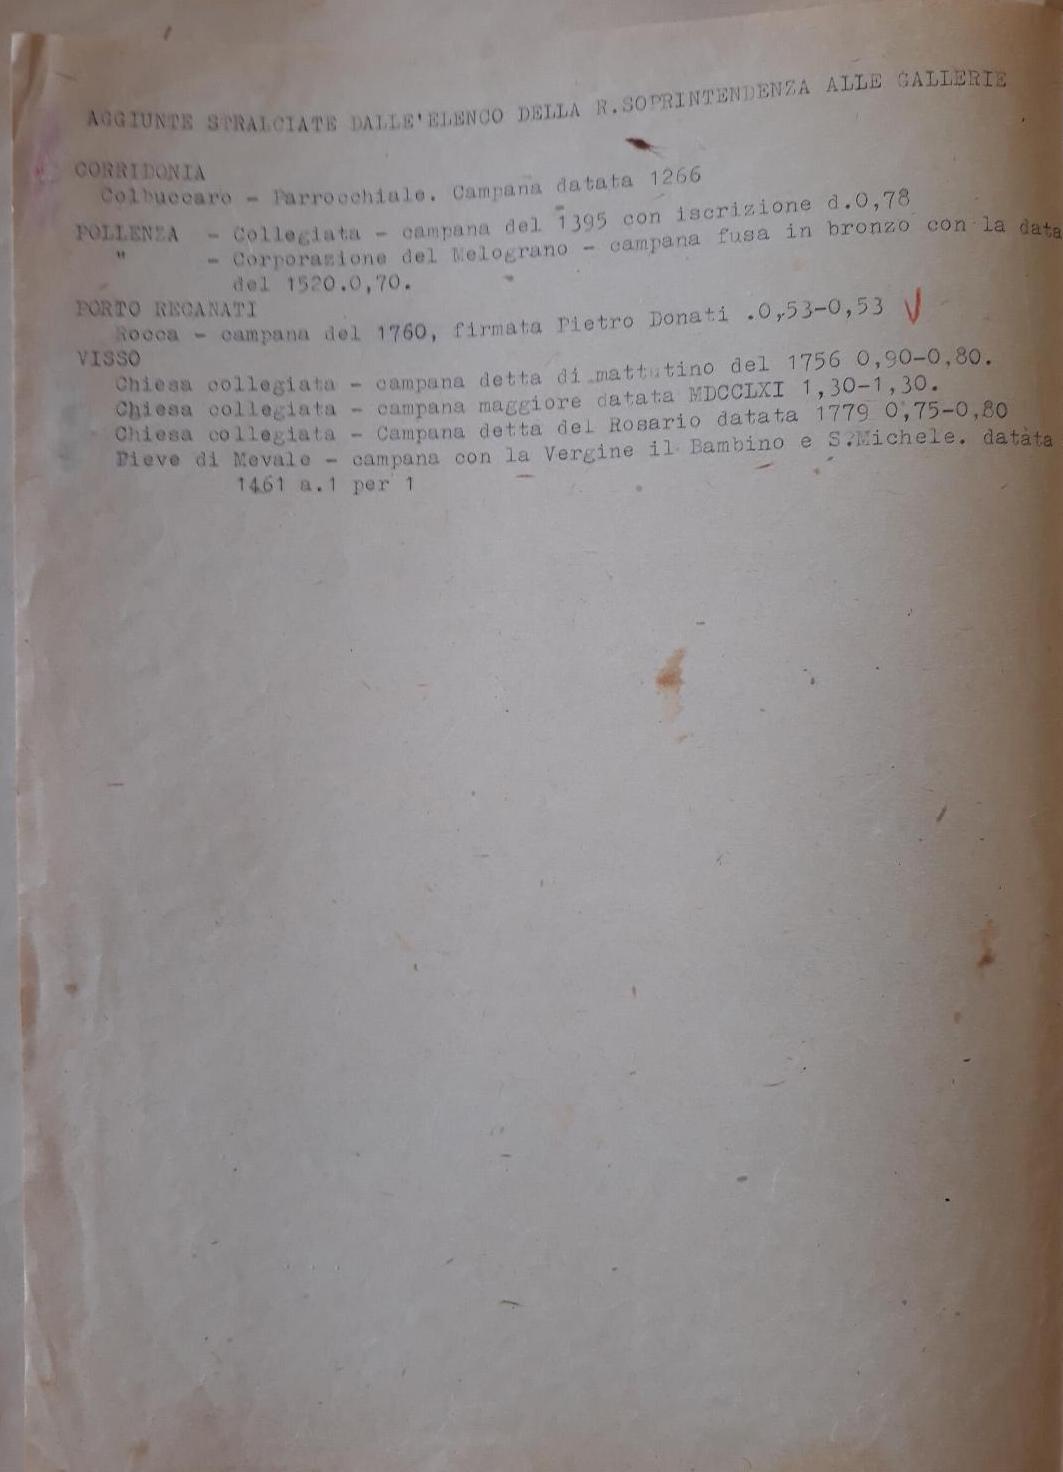 AGGIUNTE STRALCIATE DALLE'ELENCO DELLA R.SOPRINTENDENZA ALLE GALLERIE
CORRIDONIA
Colbuccaro - Parrocchiale. Campana datata 1266
POLLENZA - Collegiata - campana del 1395 con iscrizione d.0,78
" - Corporazione del Melograno - campana fusa in bronzo con la data
del 1520.0,70.
PORTO RECANATI
Rocca - campana del 1760, firmata Pietro Donati .0,53-0,53 V
VISSO
Chiesa collegiata - campana detta di mattutino del 1756 0,90-0,80.
Chiesa collegiata - campana maggiore datata MDCCLXI 1,30-1,30.
Chiesa collegiata - Campana detta del Rosario datata 1779 0,75-0,80
Pieve di Mevale - campana con la Vergine il Bambino e S.Michele. datata
1461 a.1 per 1